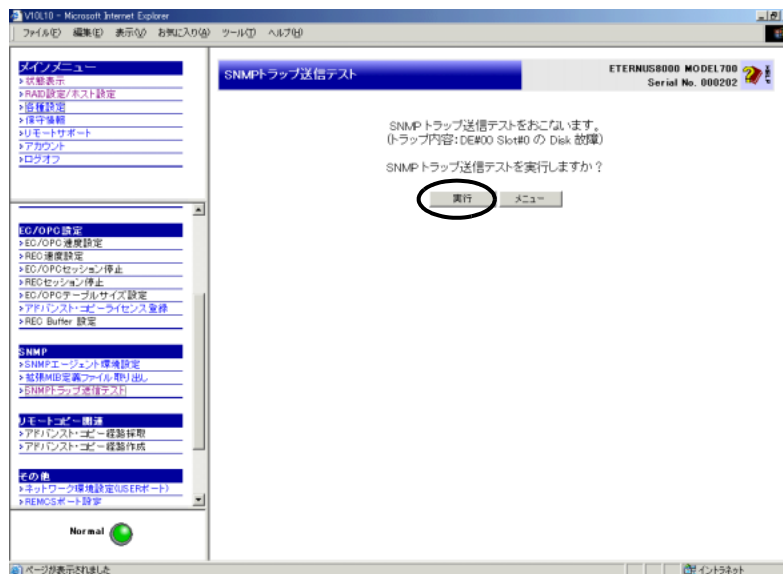 V10L10 - Microsoft Internet Explorer
ファイル(F) 編集(E) 表示(V) お気に入り(A) ツール(T) ヘルプ(H)
メインメニュー
状態表示
RAID設定/ホスト設定
各種設定
保守情報
リモートサポート
アカウント
ログオフ
EC/OPC設定
EC/OPC速度設定
REC速度設定
EC/OPCセッション停止
RECセッション停止
EC/OPCテーブルサイズ設定
アドバンスト・コピーライセンス登録
REC Buffer 設定
SNMP
SNMPエージェント環境設定
拡張MIB定義ファイル取り出し
SNMPトラップ送信テスト
リモートコピー関連
アドバンスト・コピー経路採取
アドバンスト・コピー経路作成
その他
ネットワーク環境設定(USERポート)
REMCSポート設定
Normal
SNMPトラップ送信テスト
ETERNUS8000 MODEL700
Serial No. 000202
SNMPトラップ送信テストをおこないます。
(トラップ内容:DE#00 Slot#0 の Disk 故障)
SNMPトラップ送信テストを実行しますか？
実行 メニュー
ページが表示されました
イントラネット